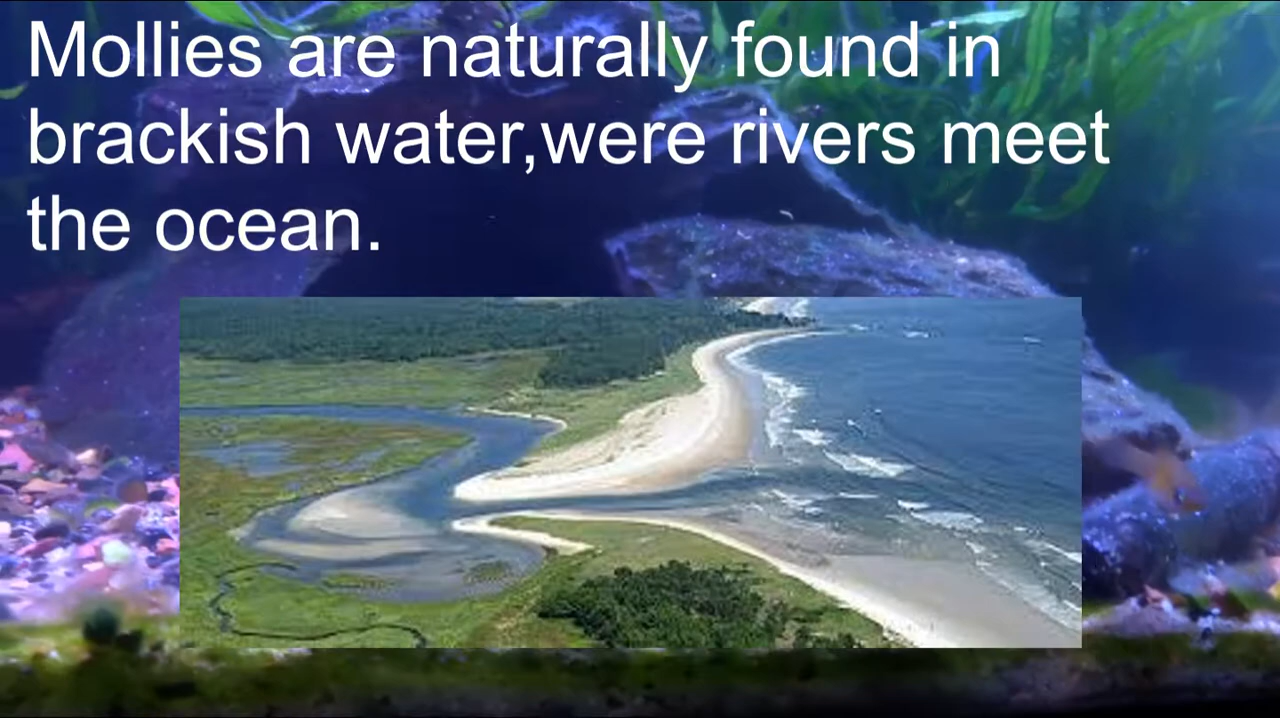 Mollies are naturally found in
brackish water,were rivers meet
the ocean.